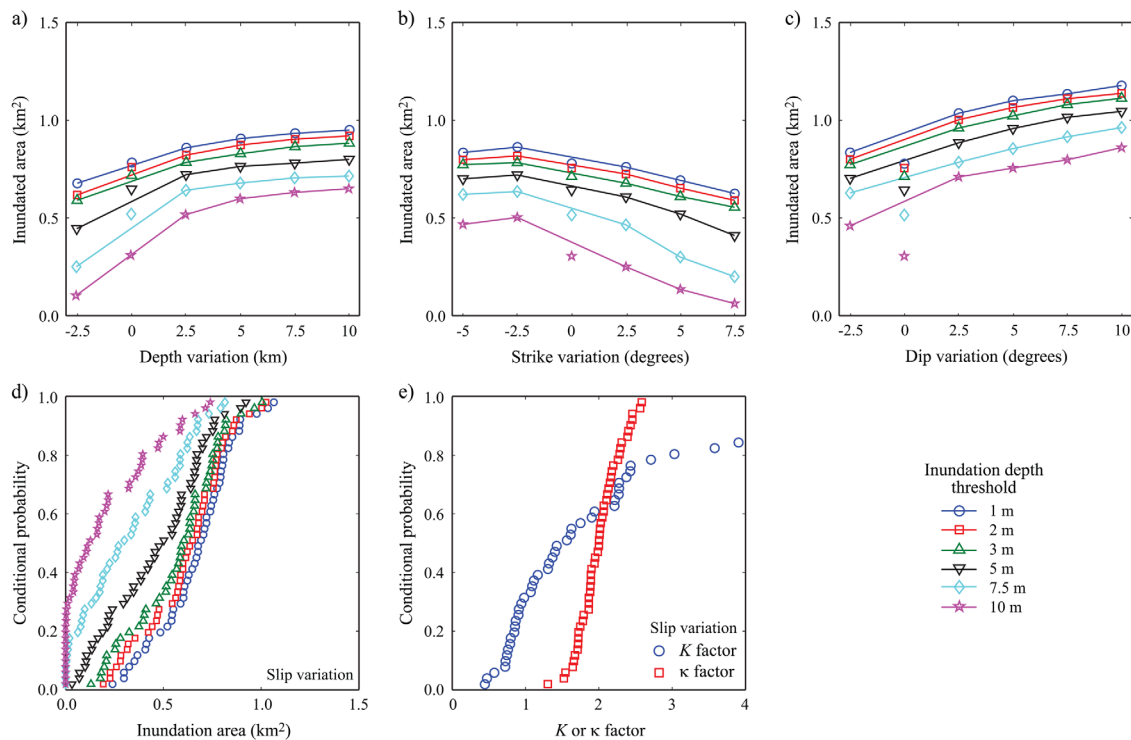 a)
1.5
1.0
0.5
0.0
Inundated area (km2)
-2.5 0 2.5 5 7.5 10
Depth variation (km)
b)
1.5
1.0
0.5
0.0
Inundated area (km2)
-5 -2.5 0 2.5 5 7.5
Strike variation (degrees)
c)
1.5
1.0
0.5
0.0
Inundated area (km2)
-2.5 0 2.5 5 7.5 10
Dip variation (degrees)
d)
1.0
0.8
0.6
0.4
0.2
0.0
Conditional probability
Slip variation
0.0 0.5 1.0 1.5
Inundation area (km2)
e)
1.0
0.8
0.6
0.4
0.2
0.0
Conditional probability
Slip variation
K factor
κ factor
0 1 2 3 4
K or κ factor
Inundation depth
threshold
1 m
2 m
3 m
5 m
7.5 m
10 m